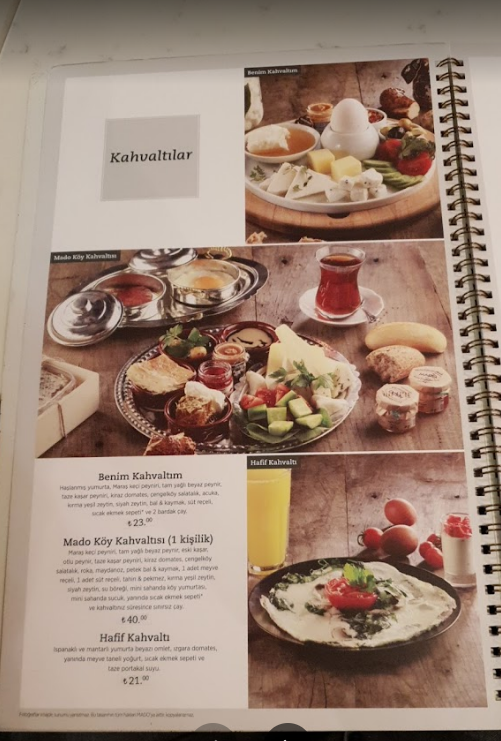 Benim Kahvaltım
Kahvaltılar
Mado Köy Kahvaltısı
Hafif Kahvaltı
Benim Kahvaltım
Haşlanmış yumurta, Maraş keçi peyniri, tam yağlı beyaz peynir,
taze kaşar peyniri, kiraz domates, çengelköy salatalık, acuka,
kırma yeşil zeytin, siyah zeytin, bal & kaymak, süt reçeli,
sıcak ekmek sepeti* ve 2 bardak çay.
₺23.00
Mado Köy Kahvaltısı (1 kişilik)
Maraş keçi peyniri, tam yağlı beyaz peynir, eski kaşar,
otlu peynir, taze kaşar peyniri, kiraz domates, çengelköy
salatalık, roka, maydanoz, petek bal & kaymak, 1 adet meyve
reçeli, 1 adet süt reçeli, tahin & pekmez, kırma yeşil zeytin,
siyah zeytin, su böreği, mini sahanda köy yumurtası,
mini sahanda sucuk, yanında sıcak ekmek sepeti*
ve kahvaltınız süresince sınırsız çay.
₺40.00
Hafif Kahvaltı
Ispanaklı ve mantarlı yumurta beyazı omlet, ızgara domates,
yanında meyve taneli yoğurt, sıcak ekmek sepeti ve
taze portakal suyu.
₺21.00